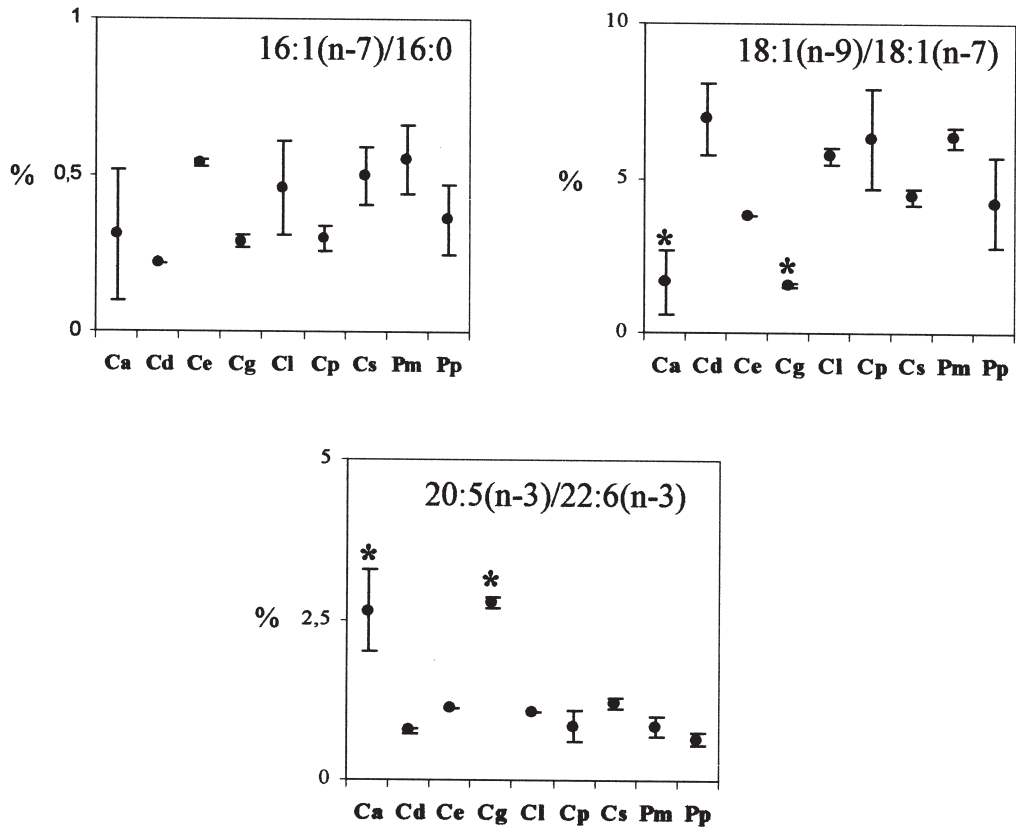 1
16:1(n-7)/16:0
% 0,5
0
Ca Cd Ce Cg Cl Cp Cs Pm Pp
10
18:1(n-9)/18:1(n-7)
5
%
*
*
0
Ca Cd Ce Cg Cl Cp Cs Pm Pp
5
20:5(n-3)/22:6(n-3)
*
*
% 2,5
0
Ca Cd Ce Cg Cl Cp Cs Pm Pp